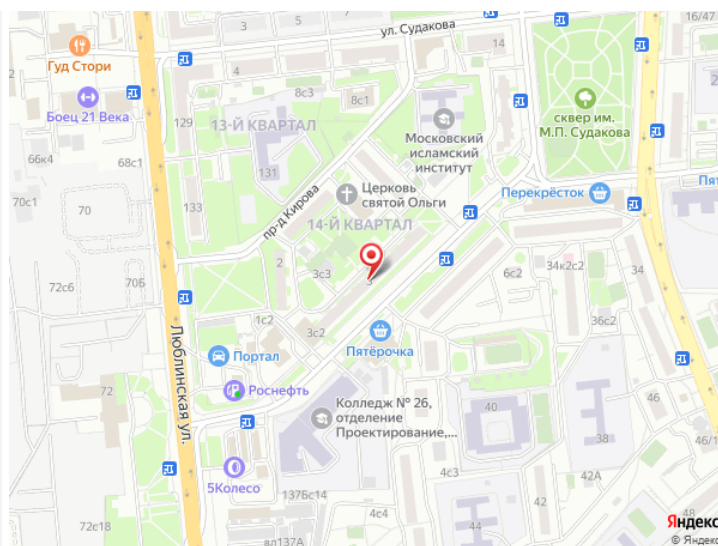 3
5
14
16/47
ул. Судакова
Гуд Стори
4
8с3
8с1
Боец 21 Века
129
13-Й КВАРТАЛ
сквер им.
М.П. Судакова
Московский
исламский
институт
66к4
68с1
131
70с1
70
133
пр-д Кирова
Церковь
святой Ольги
Перекрёсток
14-Й КВАРТАЛ
2
3с3
3
34к2с2
6с2
72с6
70Б
1с2
3с2
36с2
Люблинская ул.
Портал
Пятёрочка
34
Роснефть
72
Колледж № 26,
отделение
Проектирование,...
40
46
44
38
46/1
5Колесо
4с3
42А
137Бс14
4с4
42
48
72с18
вл137А
54
Яндекс
© Яндекс